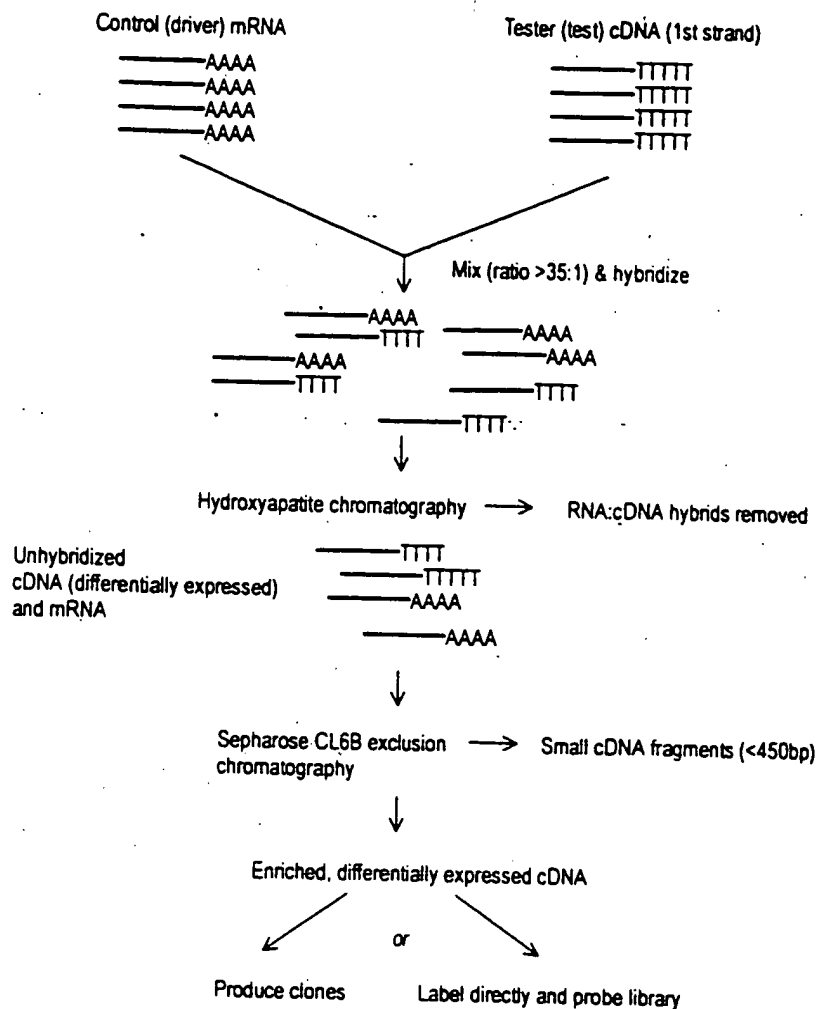 Control (driver) mRNA
Tester (test) cDNA (1st strand)
AAAA
TTTTT
AAAA
TTTTT
AAAA
TTTTT
AAAA
TTTTT
Mix (ratio >35:1) & hybridize
AAAA
TTTT
AAAA
AAAA
AAAA
TTTT
TTTT
TTTT
Hydroxyapatite chromatography
RNA:cDNA hybrids removed
Unhybridized
cDNA (differentially expressed)
and mRNA
TTTT
TTTTT
AAAA
AAAA
Sepharose CL6B exclusion
chromatography
Small cDNA fragments (<450bp)
Enriched, differentially expressed cDNA
or
Produce clones
Label directly and probe library